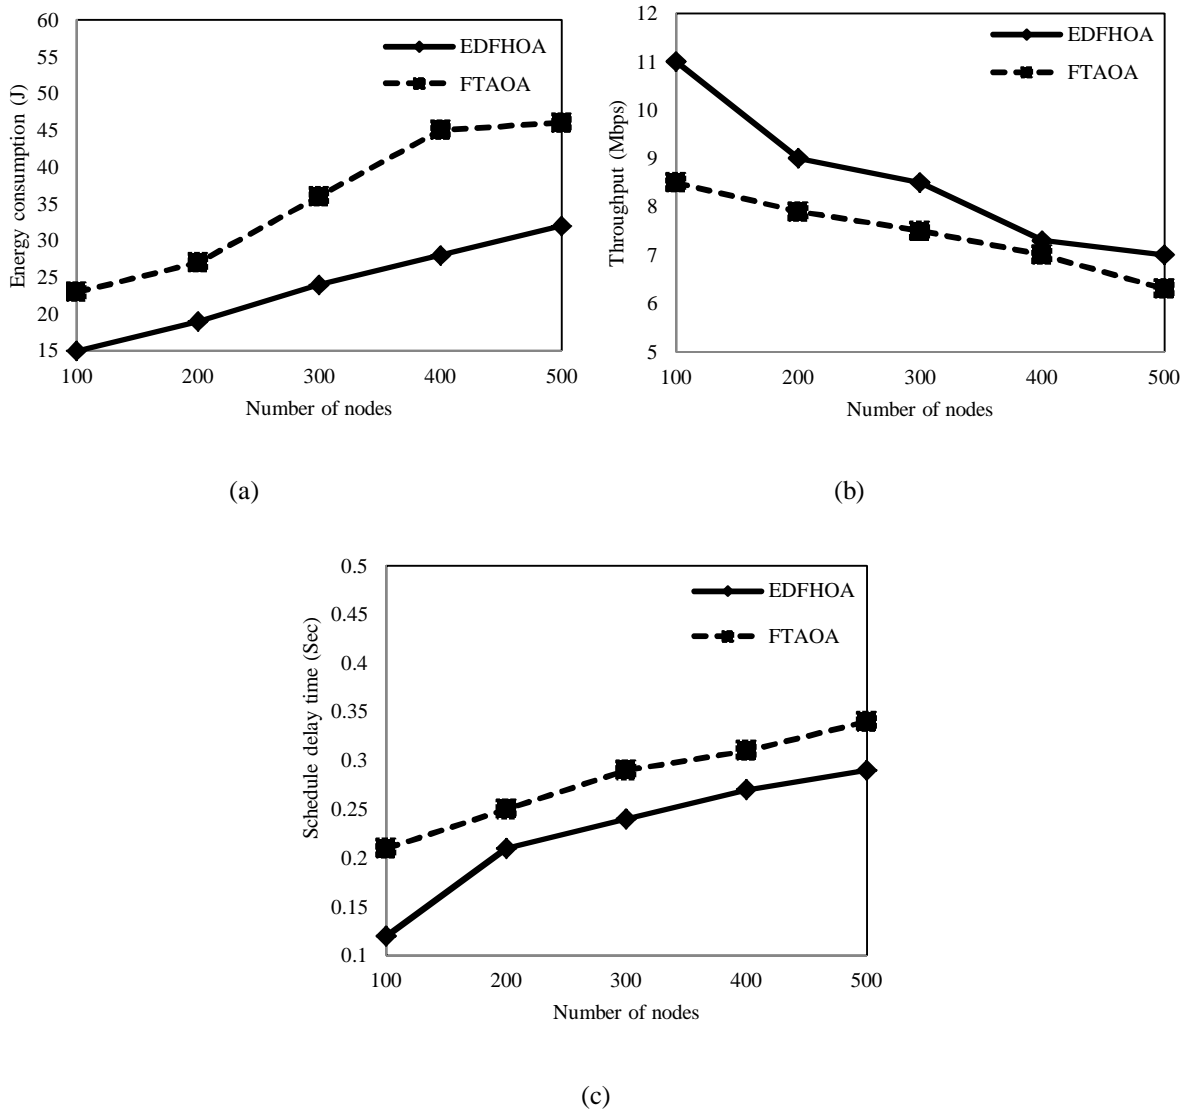 60
55
50
45
40
35
30
25
20
15
Energy consumption (J)
EDFHOA
FTAOA
100 200 300 400 500
Number of nodes
(a)
12
11
10
9
8
7
6
5
Throughput (Mbps)
EDFHOA
FTAOA
100 200 300 400 500
Number of nodes
(b)
0.5
0.45
0.4
0.35
0.3
0.25
0.2
0.15
0.1
Schedule delay time (Sec)
EDFHOA
FTAOA
100 200 300 400 500
Number of nodes
(c)